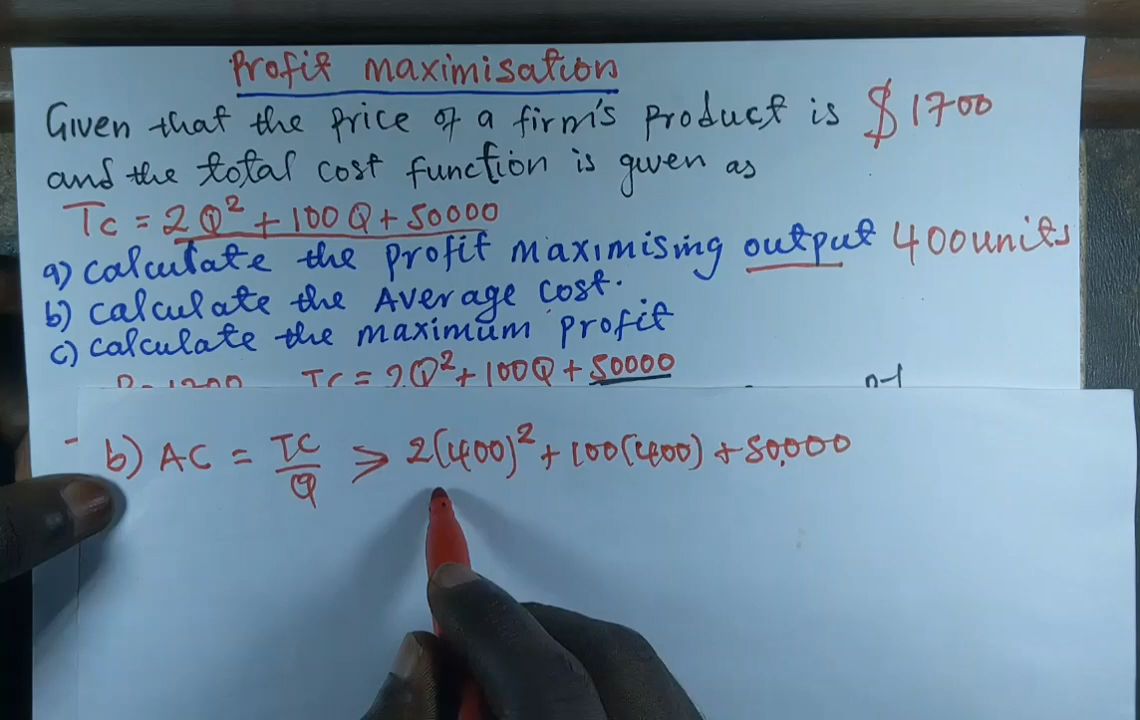 Profit maximisation
Given that the price of a firm's product is $1700
and the total cost function is given as
TC = 2Q² + 100Q + 50000
a) calculate the profit maximising output 400units
b) calculate the Average cost.
c) calculate the maximum profit
TC = 2Q² + 100Q + 50000
b) AC = TC/Q => 2(400)² + 100(400) + 50,000